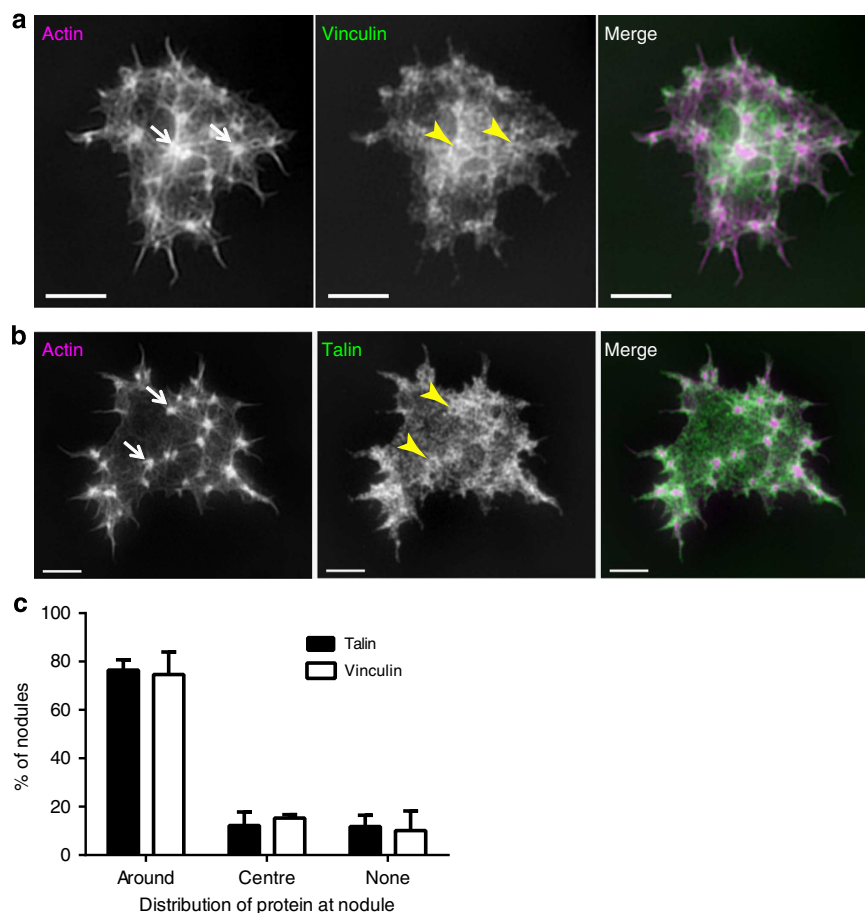 a
Actin
Vinculin
Merge
b
Actin
Talin
Merge
c
100
80
60
40
20
0
% of nodules
Talin
Vinculin
Around
Centre
None
Distribution of protein at nodule